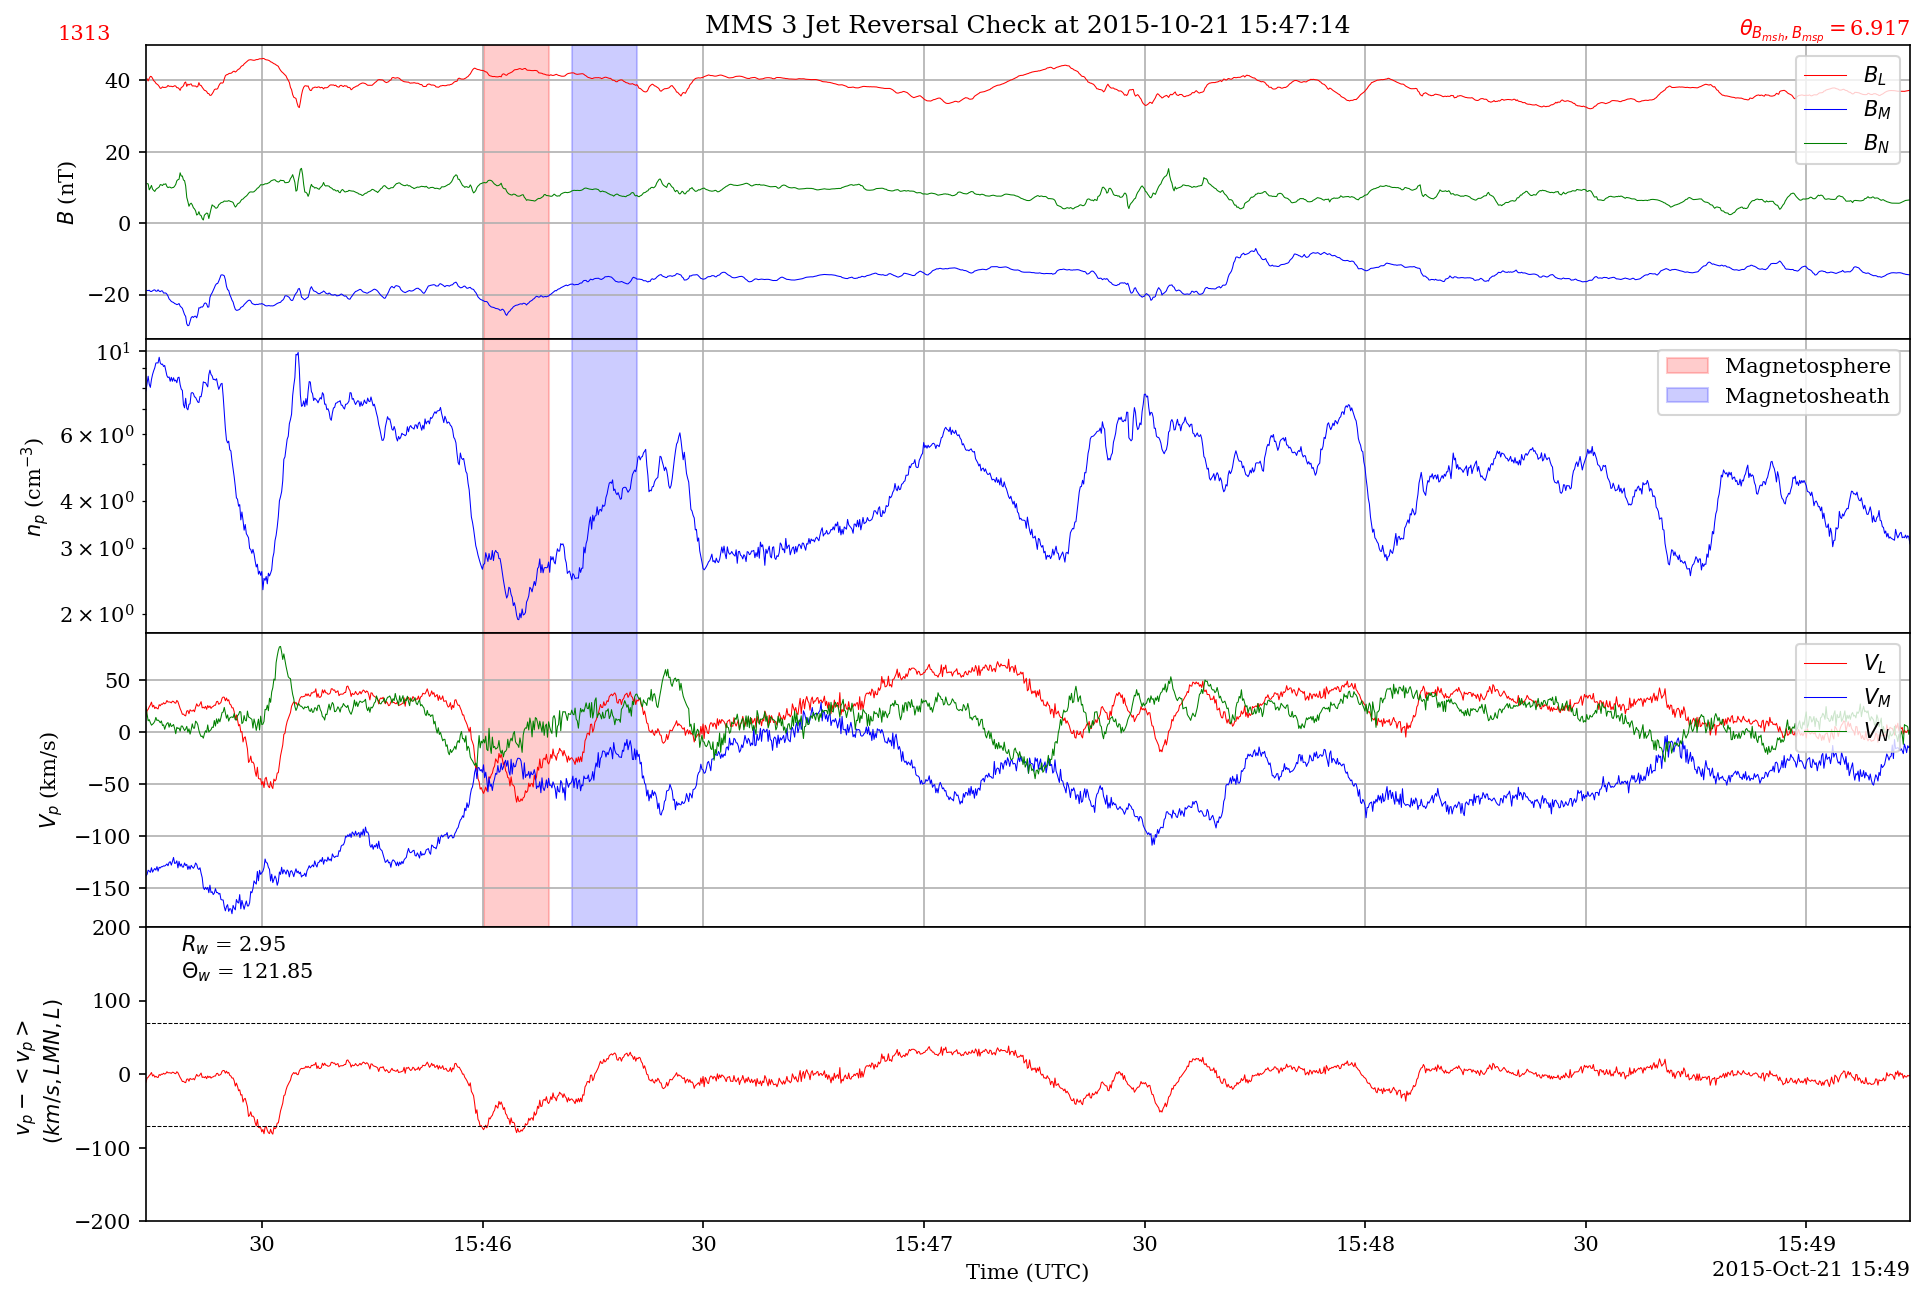 1313
MMS 3 Jet Reversal Check at 2015-10-21 15:47:14
θ_{B_{msh}, B_{msp}} = 6.917
40
20
0
−20
B (nT)
B_L
B_M
B_N
10^1
6 × 10^0
4 × 10^0
3 × 10^0
2 × 10^0
n_p (cm^{−3})
Magnetosphere
Magnetosheath
50
0
−50
−100
−150
V_p (km/s)
V_L
V_M
V_N
200
100
0
−100
−200
v_p − < v_p >
(km/s, LMN, L)
R_w = 2.95
Θ_w = 121.85
30
15:46
30
15:47
30
15:48
30
15:49
Time (UTC)
2015-Oct-21 15:49